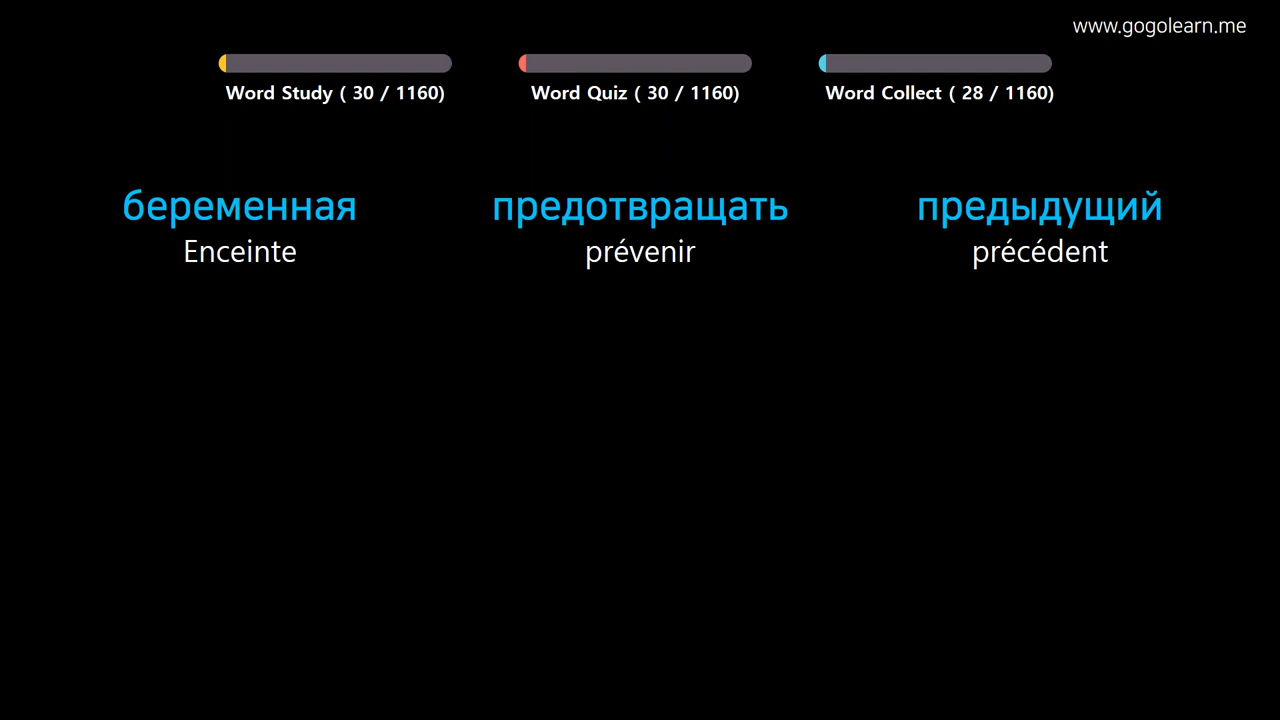 www.gogolearn.me
Word Study ( 30 / 1160)
Word Quiz ( 30 / 1160)
Word Collect ( 28 / 1160)
беременная
Enceinte
предотвращать
prévenir
предыдущий
précédent